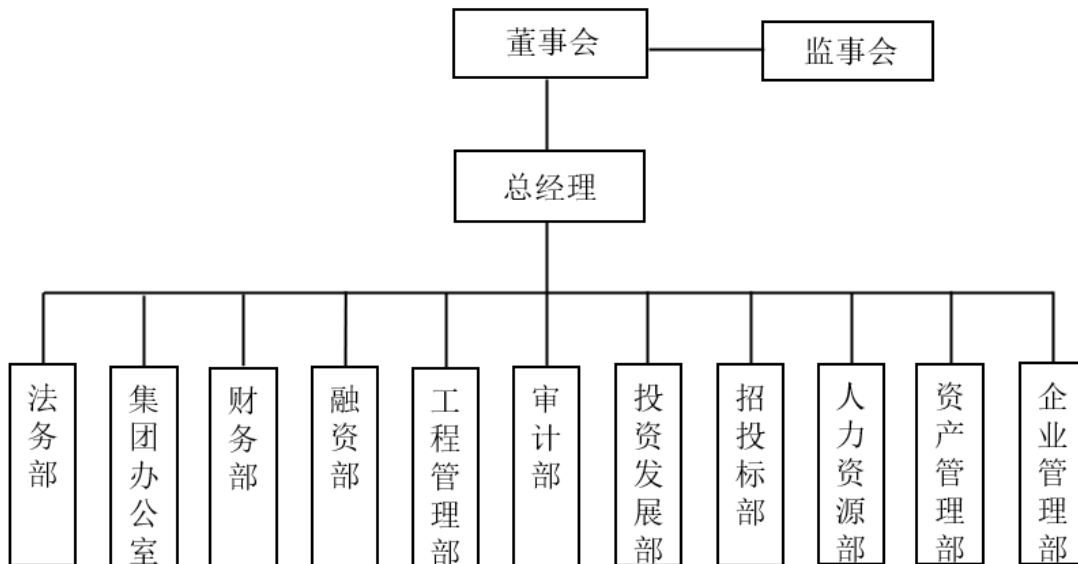 董事会
监事会
总经理
法务部
集团办公室
财务部
融资部
工程管理部
审计部
投资发展部
招投标部
人力资源部
资产管理部
企业管理部